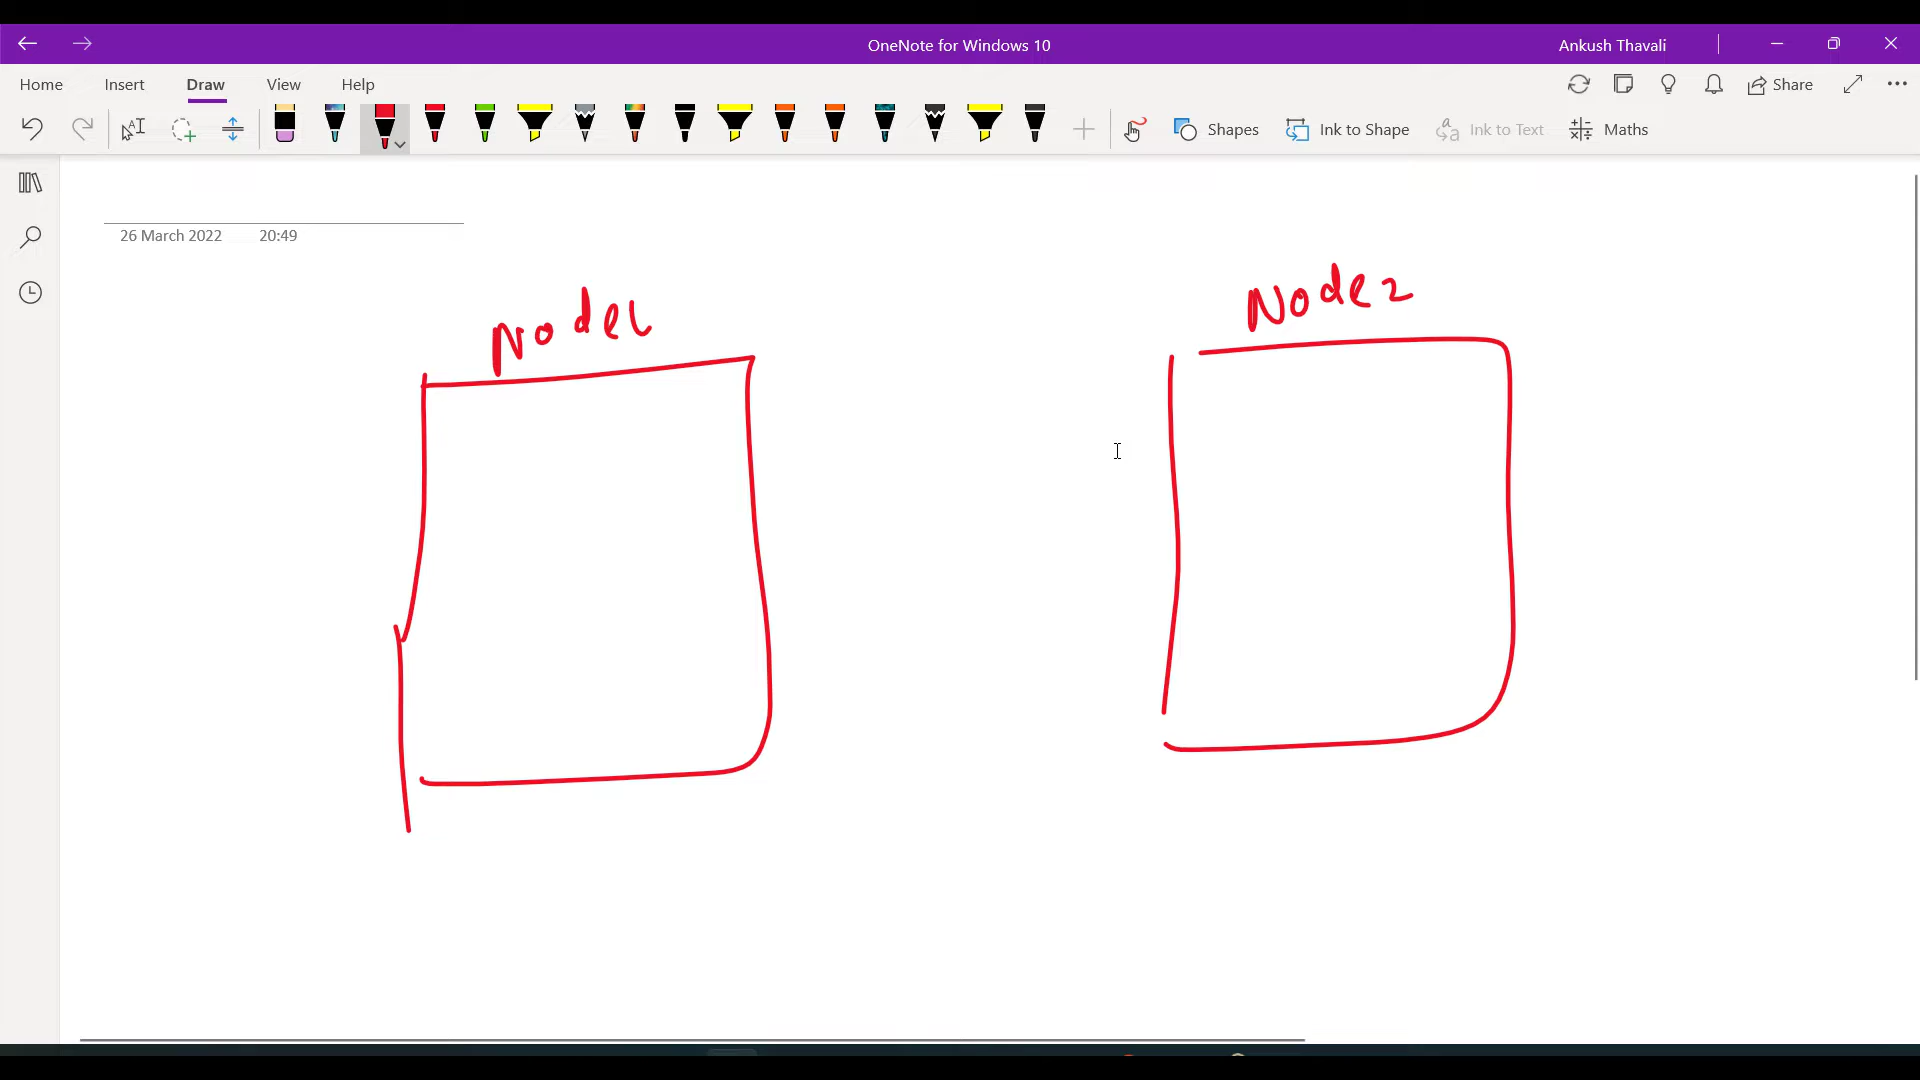 OneNote for Windows 10
Ankush Thavali
Home Insert Draw View Help
Share
Shapes Ink to Shape Ink to Text Maths
26 March 2022 20:49
Node1
Node2